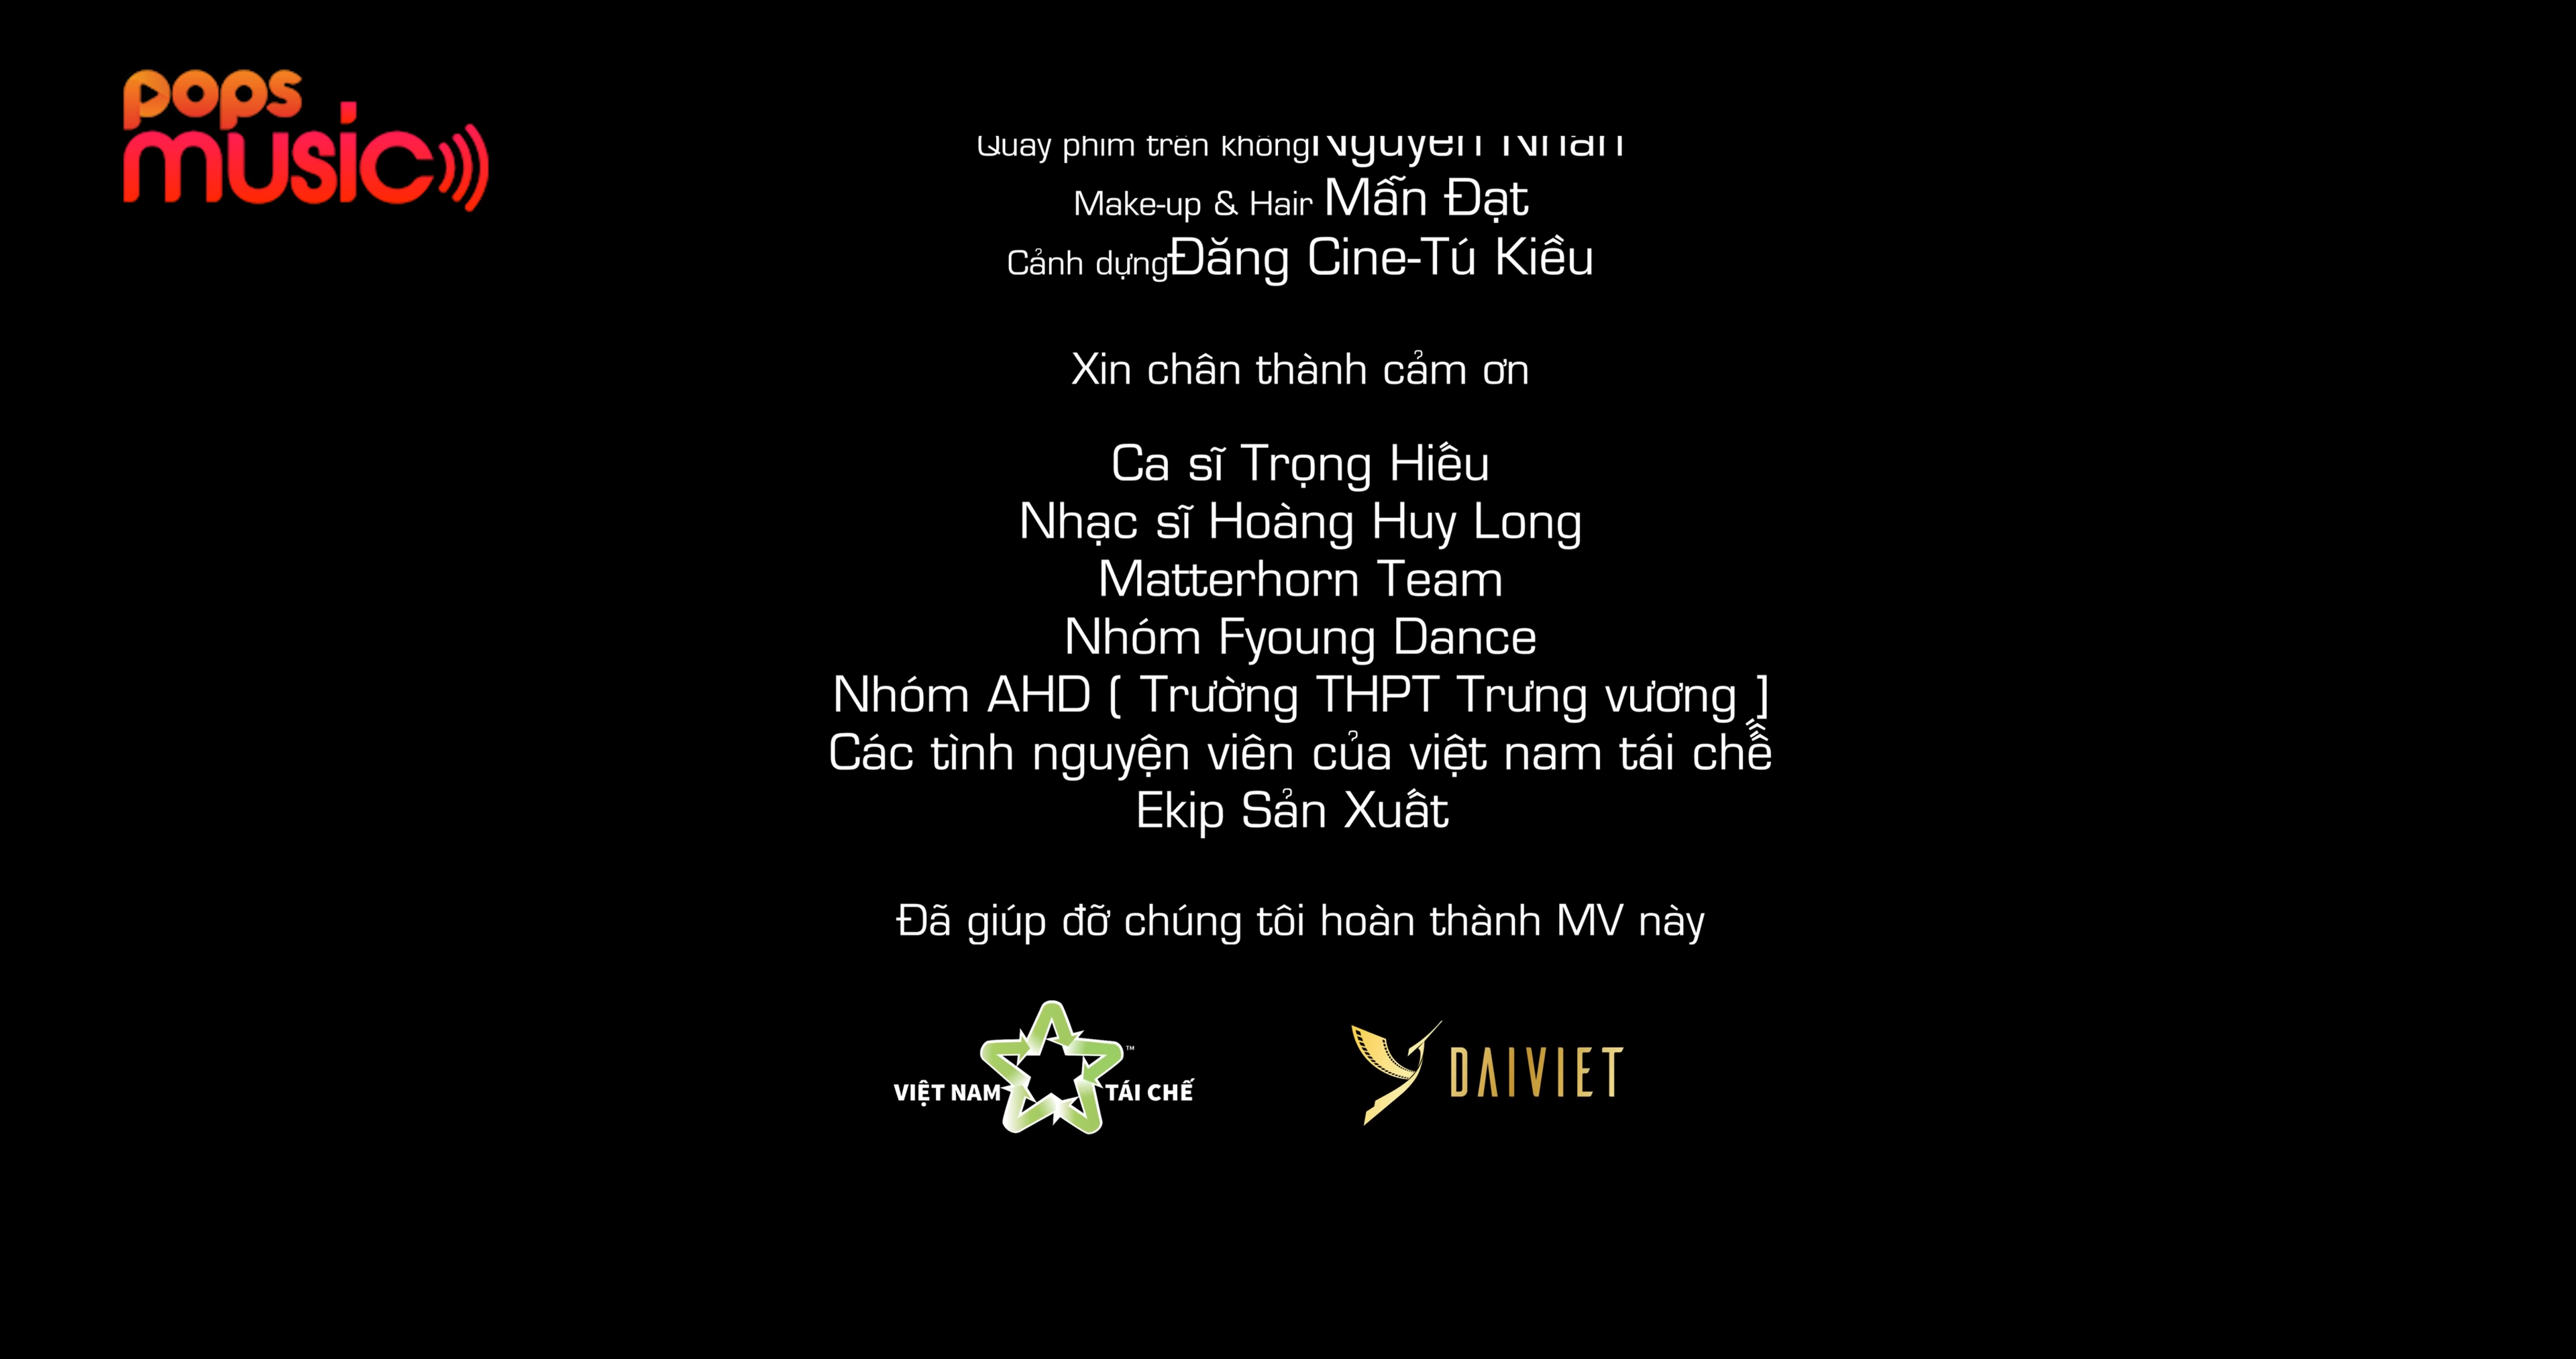 pops
music
Quay phim trên không Nguyễn
Make-up & Hair Mẫn Đạt
Cảnh dựngĐăng Cine-Tú Kiều
Xin chân thành cảm ơn
Ca sĩ Trọng Hiếu
Nhạc sĩ Hoàng Huy Long
Matterhorn Team
Nhóm Fyoung Dance
Nhóm AHD ( Trường THPT Trưng vương ]
Các tình nguyện viên của việt nam tái chế
Ekip Sản Xuất
Đã giúp đỡ chúng tôi hoàn thành MV này
VIỆT NAM TÁI CHẾ ™
DAIVIET